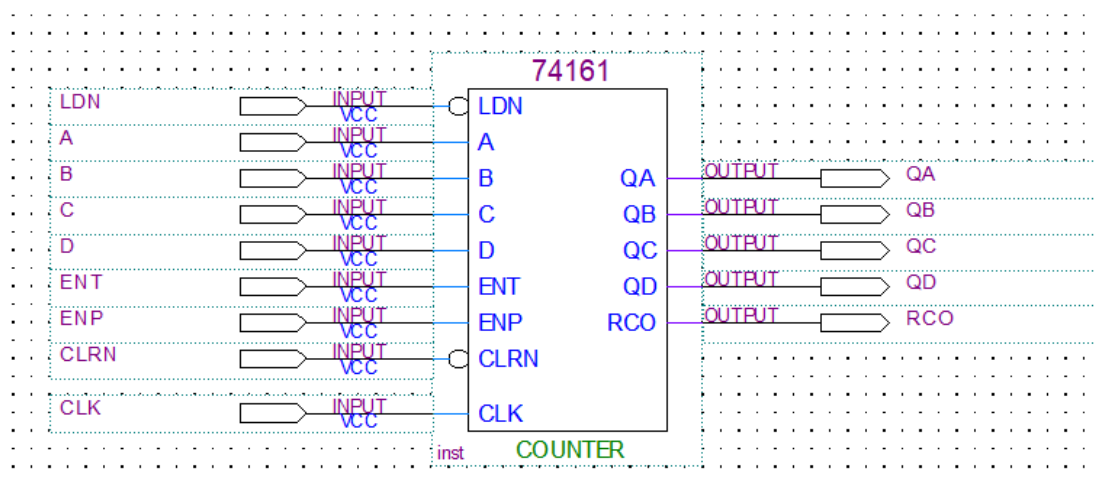 74161
LDN INPUT VCC LDN
A INPUT VCC A
B INPUT VCC B QA OUTPUT QA
C INPUT VCC C QB OUTPUT QB
D INPUT VCC D QC OUTPUT QC
ENT INPUT VCC ENT QD OUTPUT QD
ENP INPUT VCC ENP RCO OUTPUT RCO
CLRN INPUT VCC CLRN
CLK INPUT VCC CLK
inst COUNTER